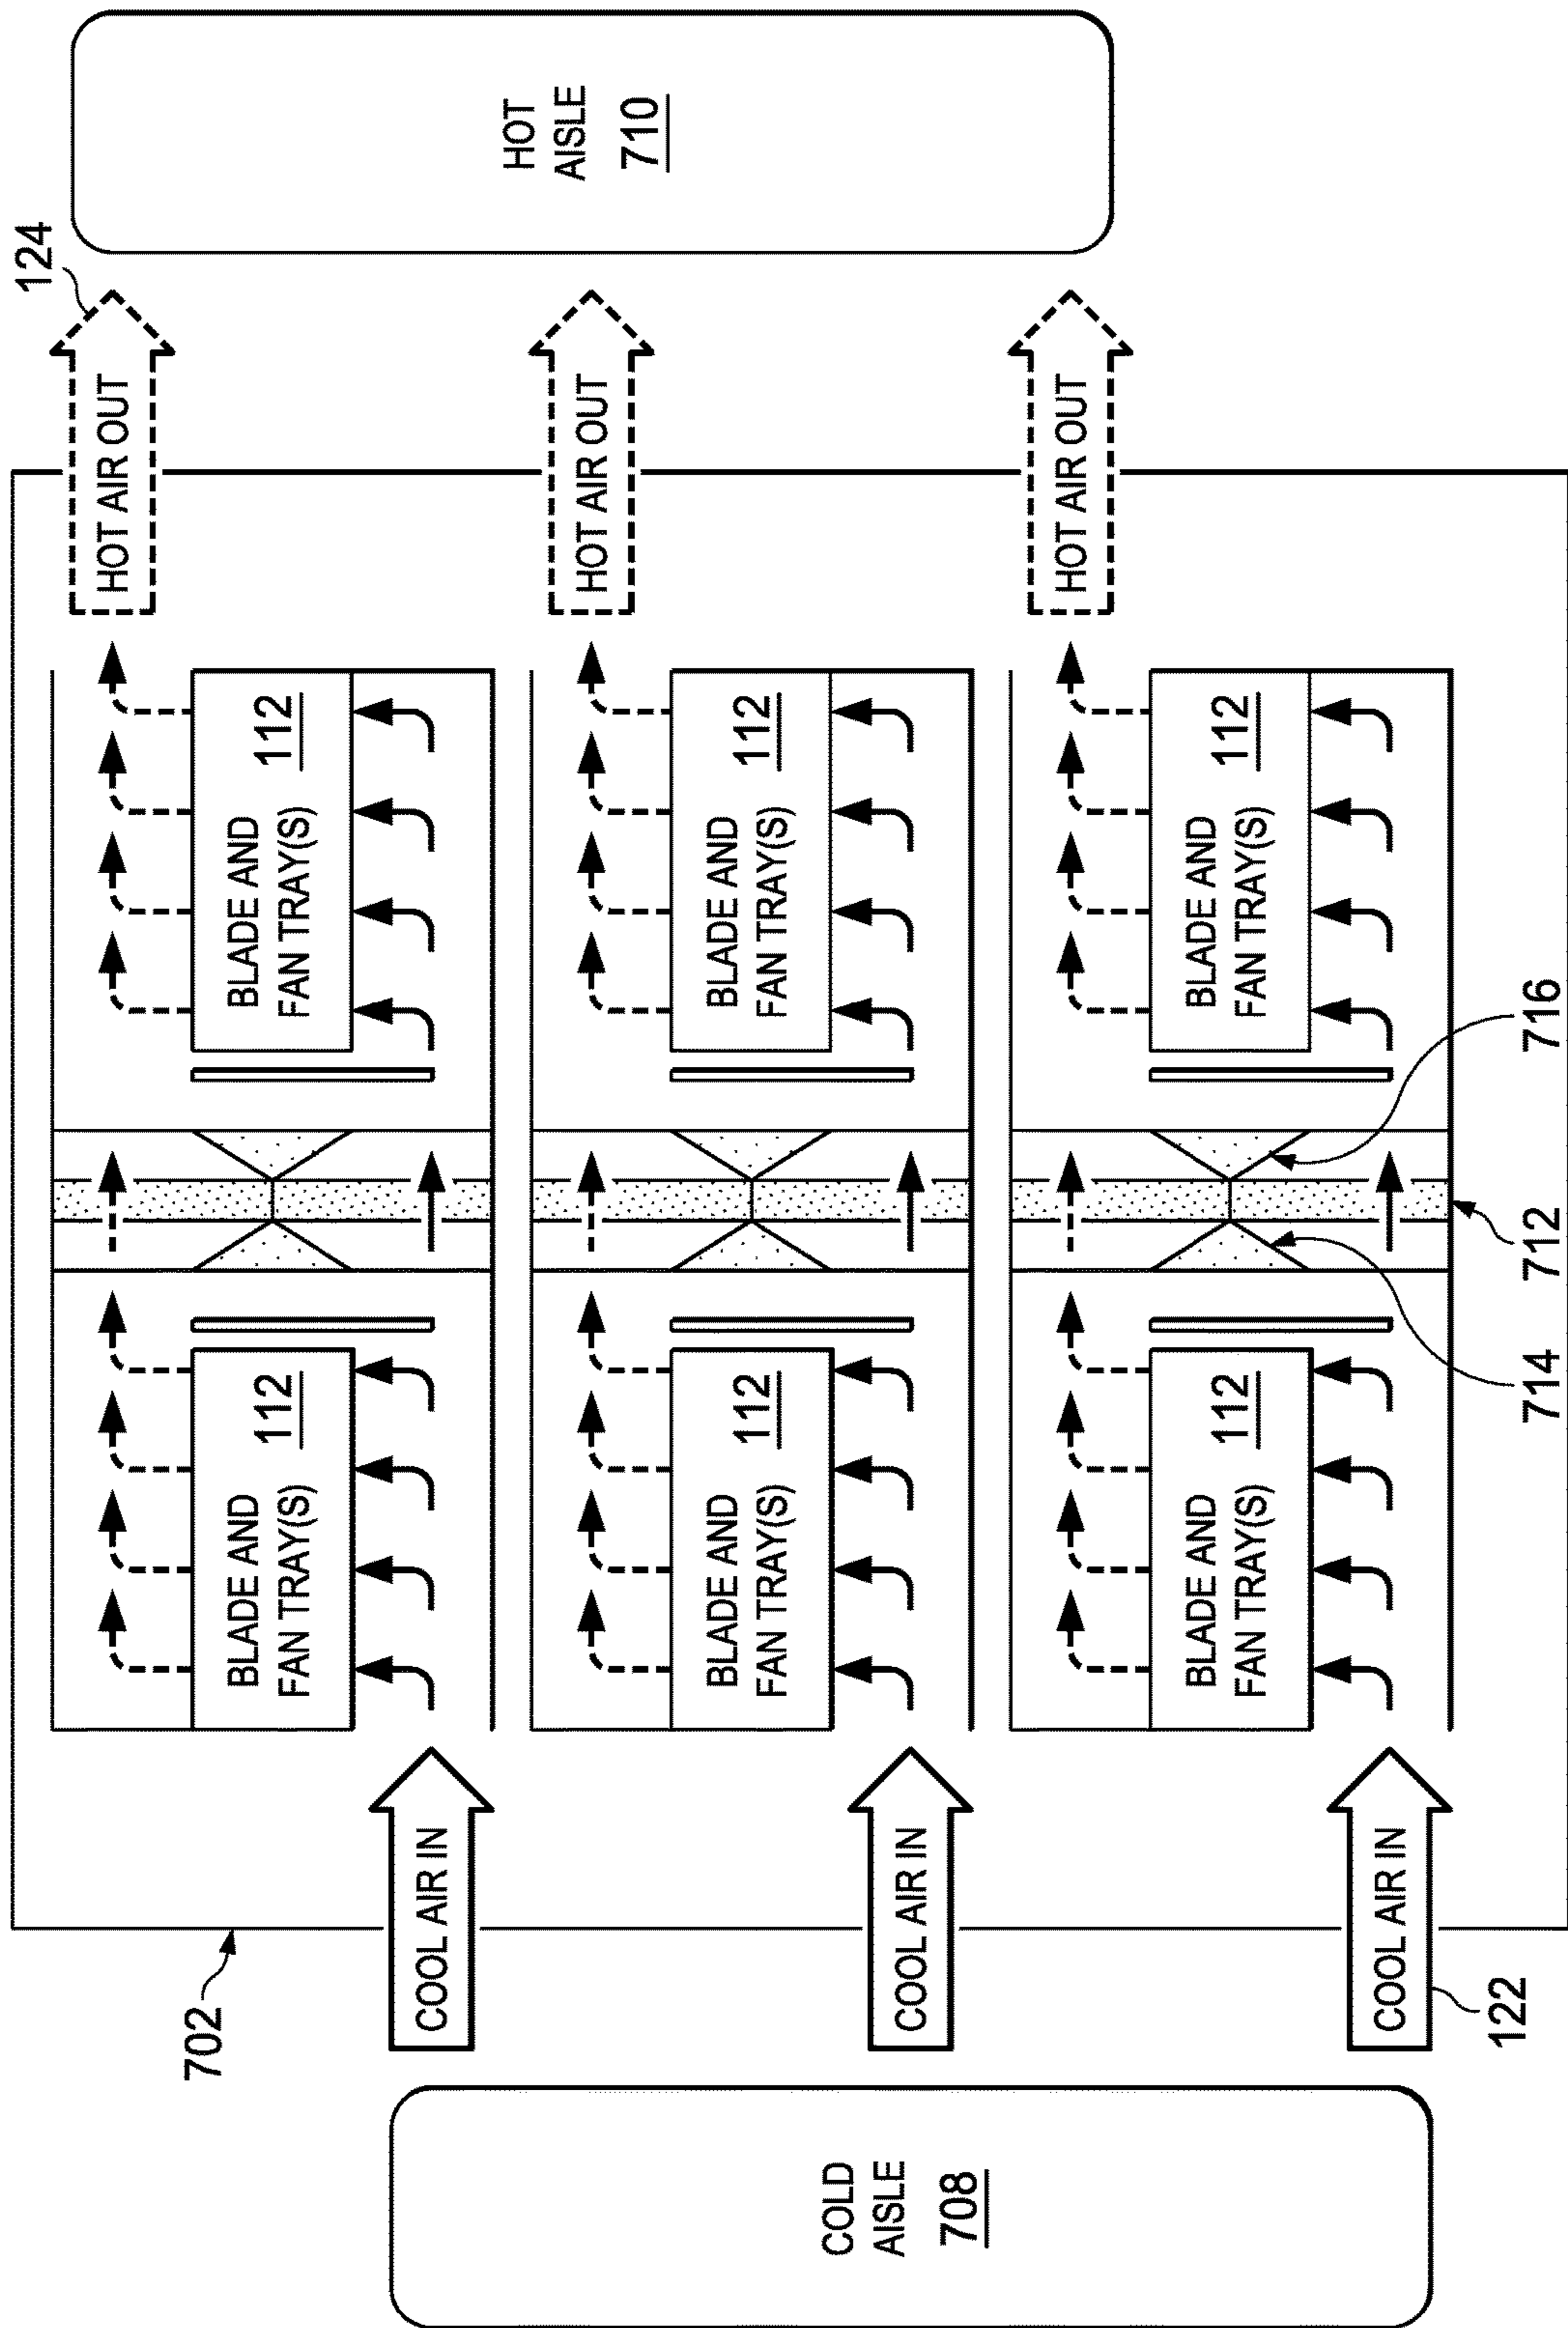 702
124
HOT AIR OUT
BLADE AND
FAN TRAY(S)
112
BLADE AND
FAN TRAY(S)
112
COOL AIR IN
HOT AIR OUT
BLADE AND
FAN TRAY(S)
112
BLADE AND
FAN TRAY(S)
112
COOL AIR IN
COLD
AISLE
708
HOT
AISLE
710
HOT AIR OUT
BLADE AND
FAN TRAY(S)
112
BLADE AND
FAN TRAY(S)
112
COOL AIR IN
122
714
712
716